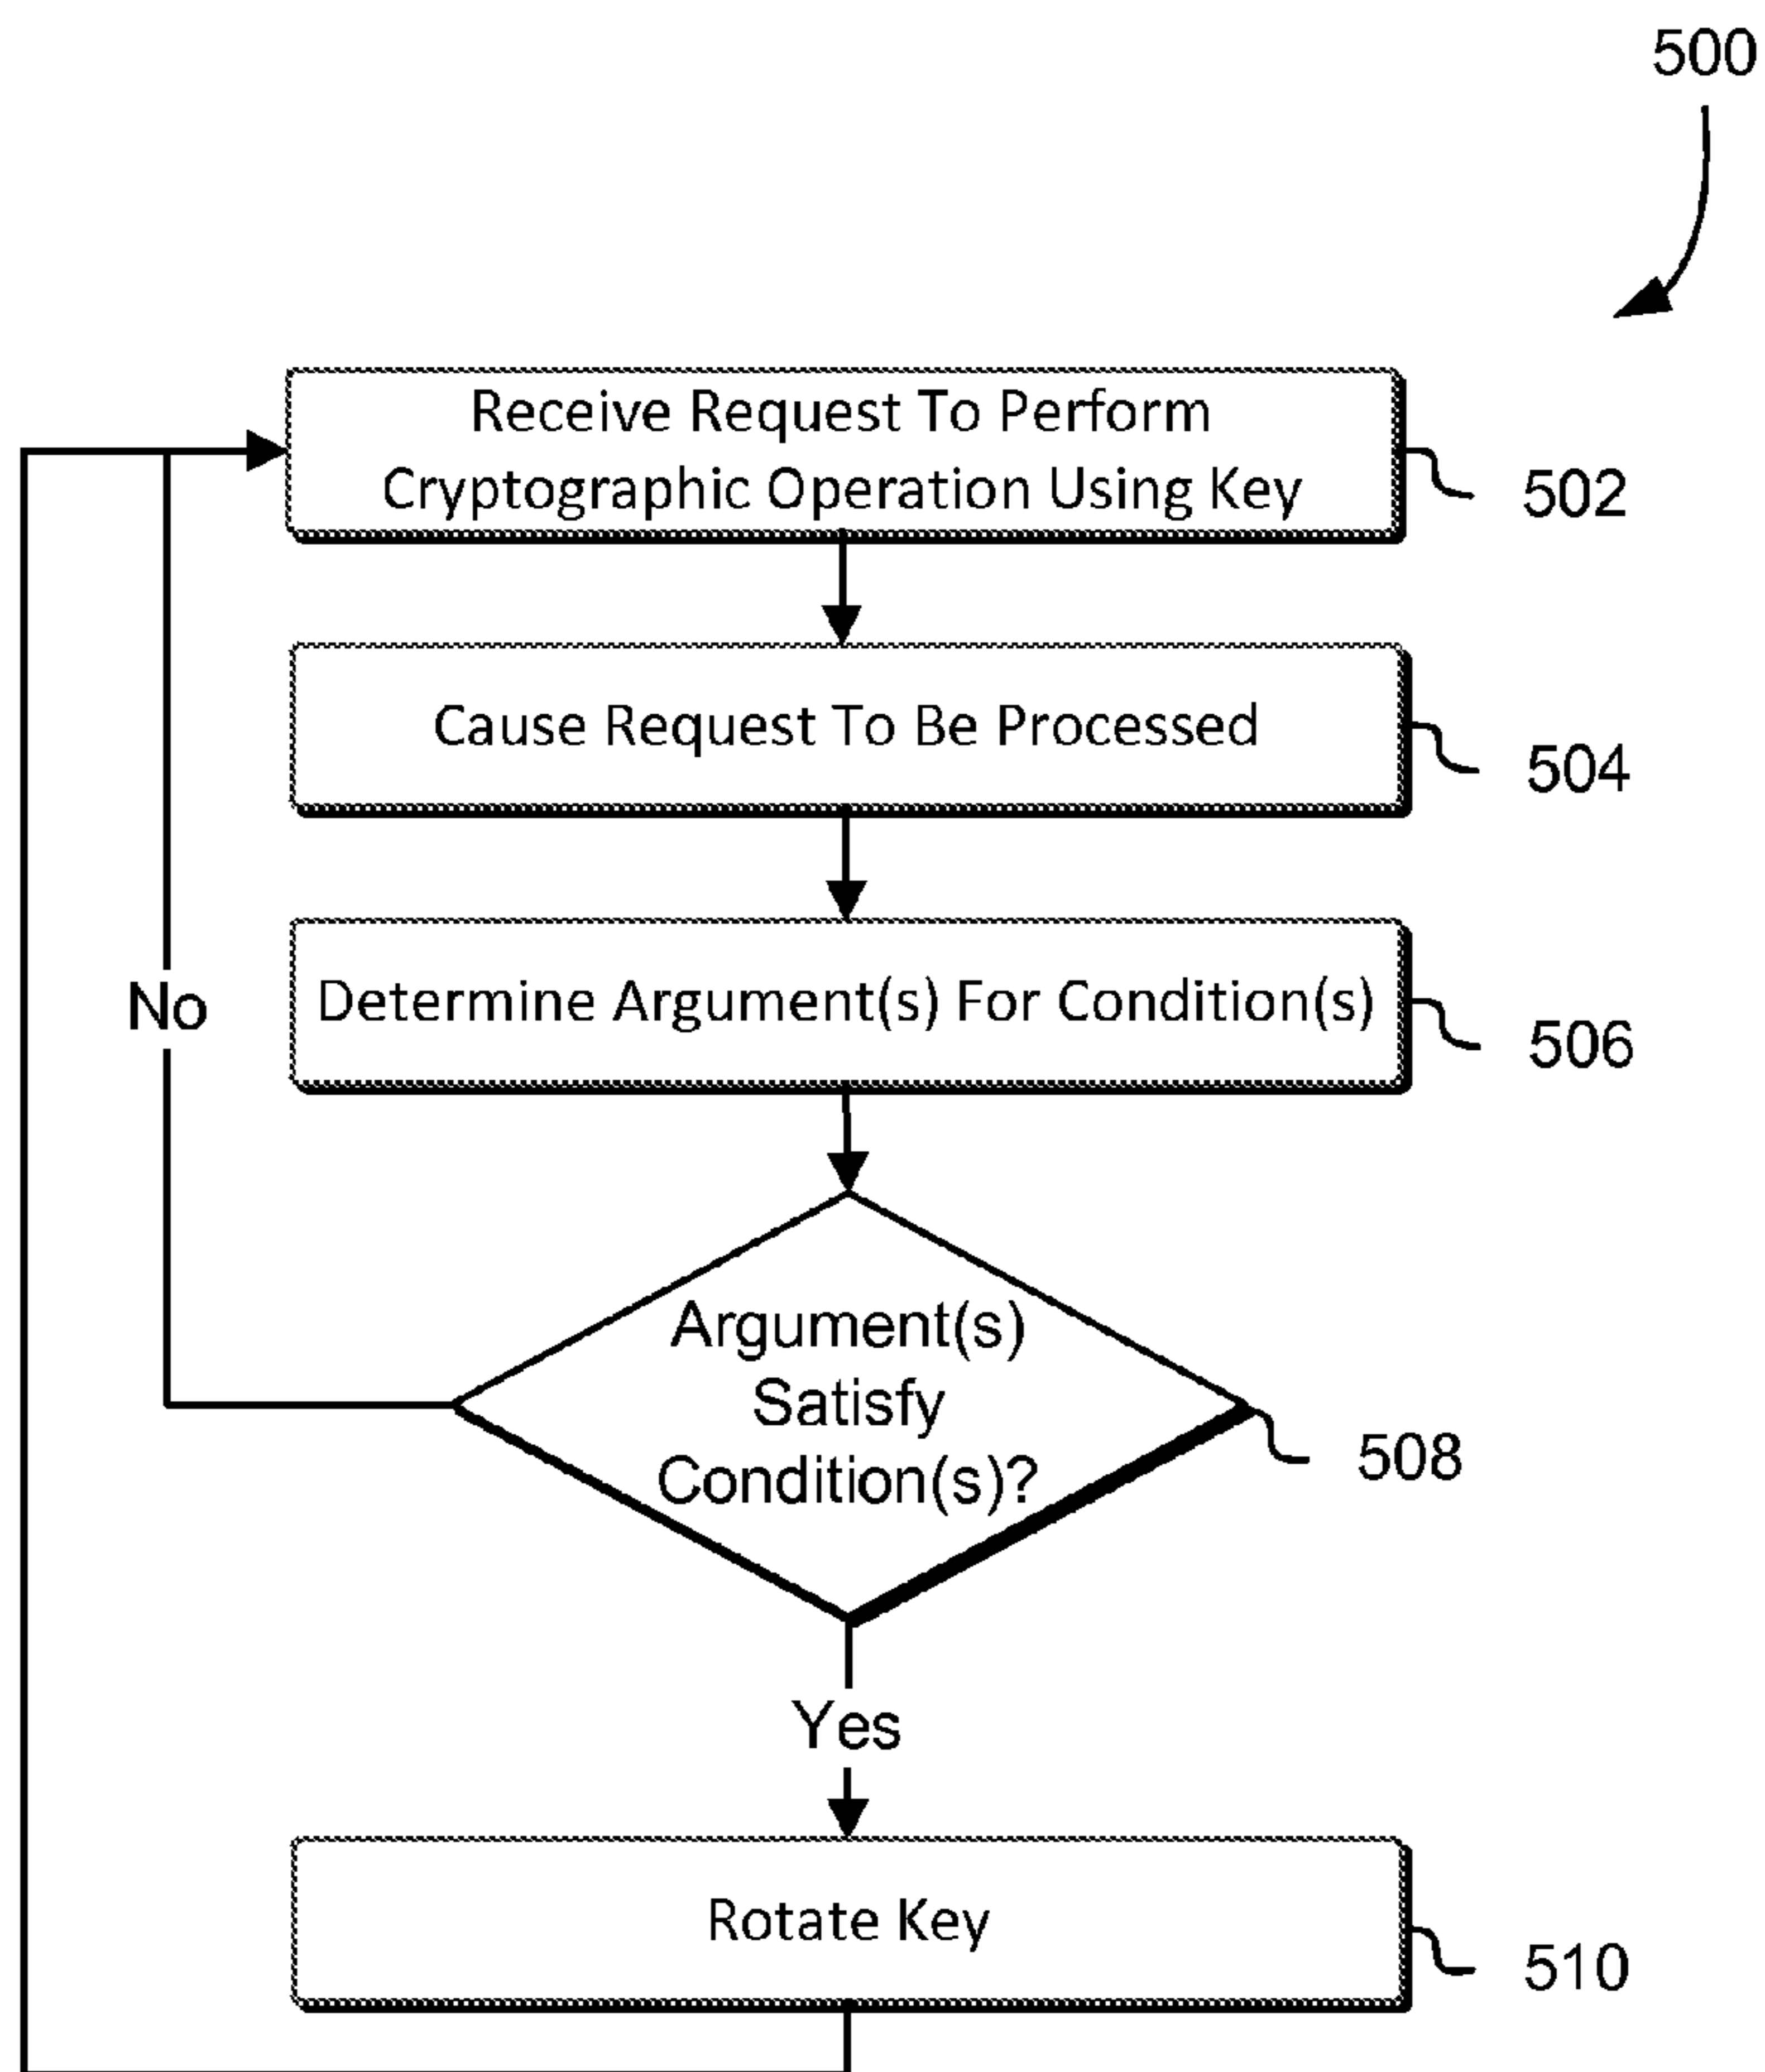 500
Receive Request To Perform
Cryptographic Operation Using Key
502
Cause Request To Be Processed
504
Determine Argument(s) For Condition(s)
506
No
Argument(s)
Satisfy
Condition(s)?
508
Yes
Rotate Key
510